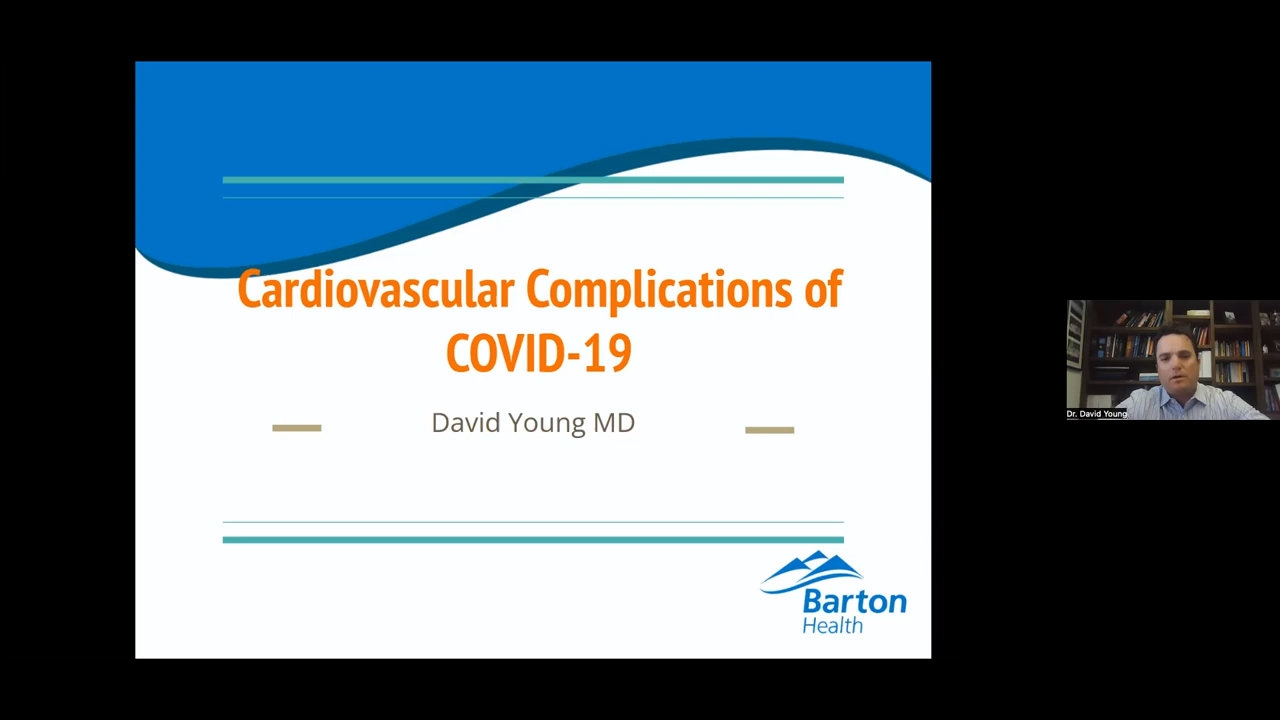 Cardiovascular Complications of
COVID-19
David Young MD
Barton
Health
Dr. David Young